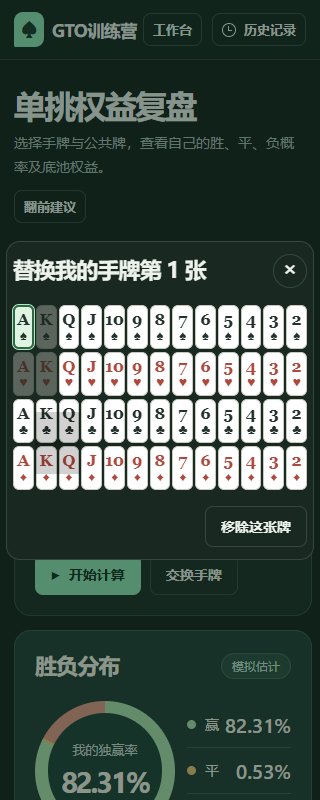 GTO训练营
工作台
历史记录
单挑权益复盘
选择手牌与公共牌，查看自己的胜、平、负概
率及底池权益。
翻前建议
替换我的手牌第 1 张
×
A K Q J 10 9 8 7 6 5 4 3 2
♠ ♠ ♠ ♠ ♠ ♠ ♠ ♠ ♠ ♠ ♠ ♠ ♠
A K Q J 10 9 8 7 6 5 4 3 2
♥ ♥ ♥ ♥ ♥ ♥ ♥ ♥ ♥ ♥ ♥ ♥ ♥
A K Q J 10 9 8 7 6 5 4 3 2
♣ ♣ ♣ ♣ ♣ ♣ ♣ ♣ ♣ ♣ ♣ ♣ ♣
A K Q J 10 9 8 7 6 5 4 3 2
♦ ♦ ♦ ♦ ♦ ♦ ♦ ♦ ♦ ♦ ♦ ♦ ♦
移除这张牌
▶ 开始计算
交换手牌
胜负分布
模拟估计
我的独赢率
82.31%
赢 82.31%
平 0.53%